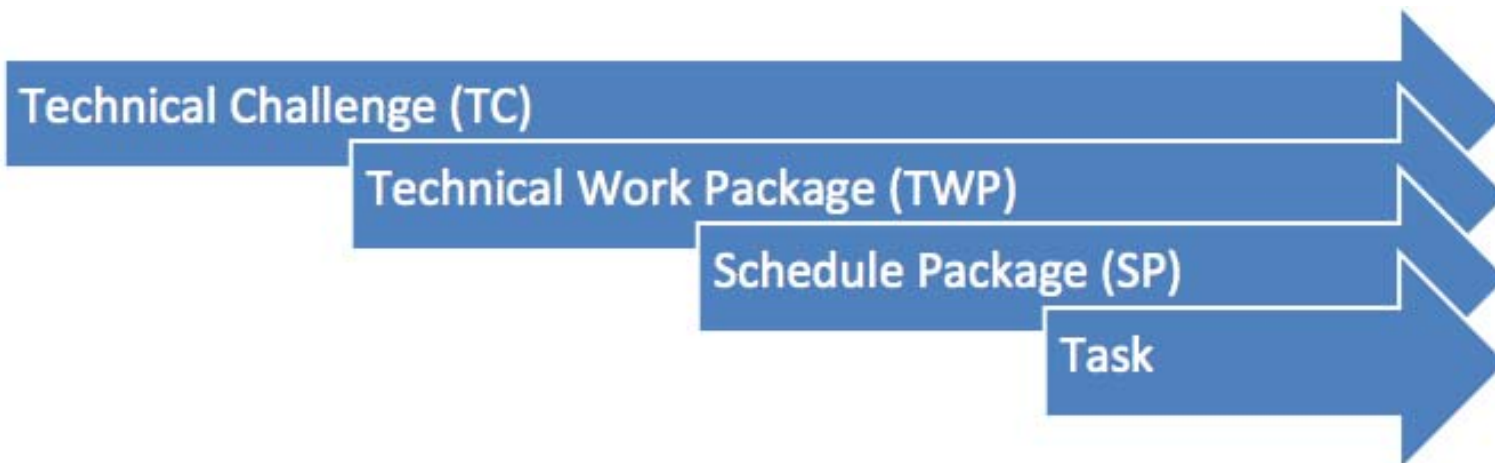 Technical Challenge (TC)
Technical Work Package (TWP)
Schedule Package (SP)
Task